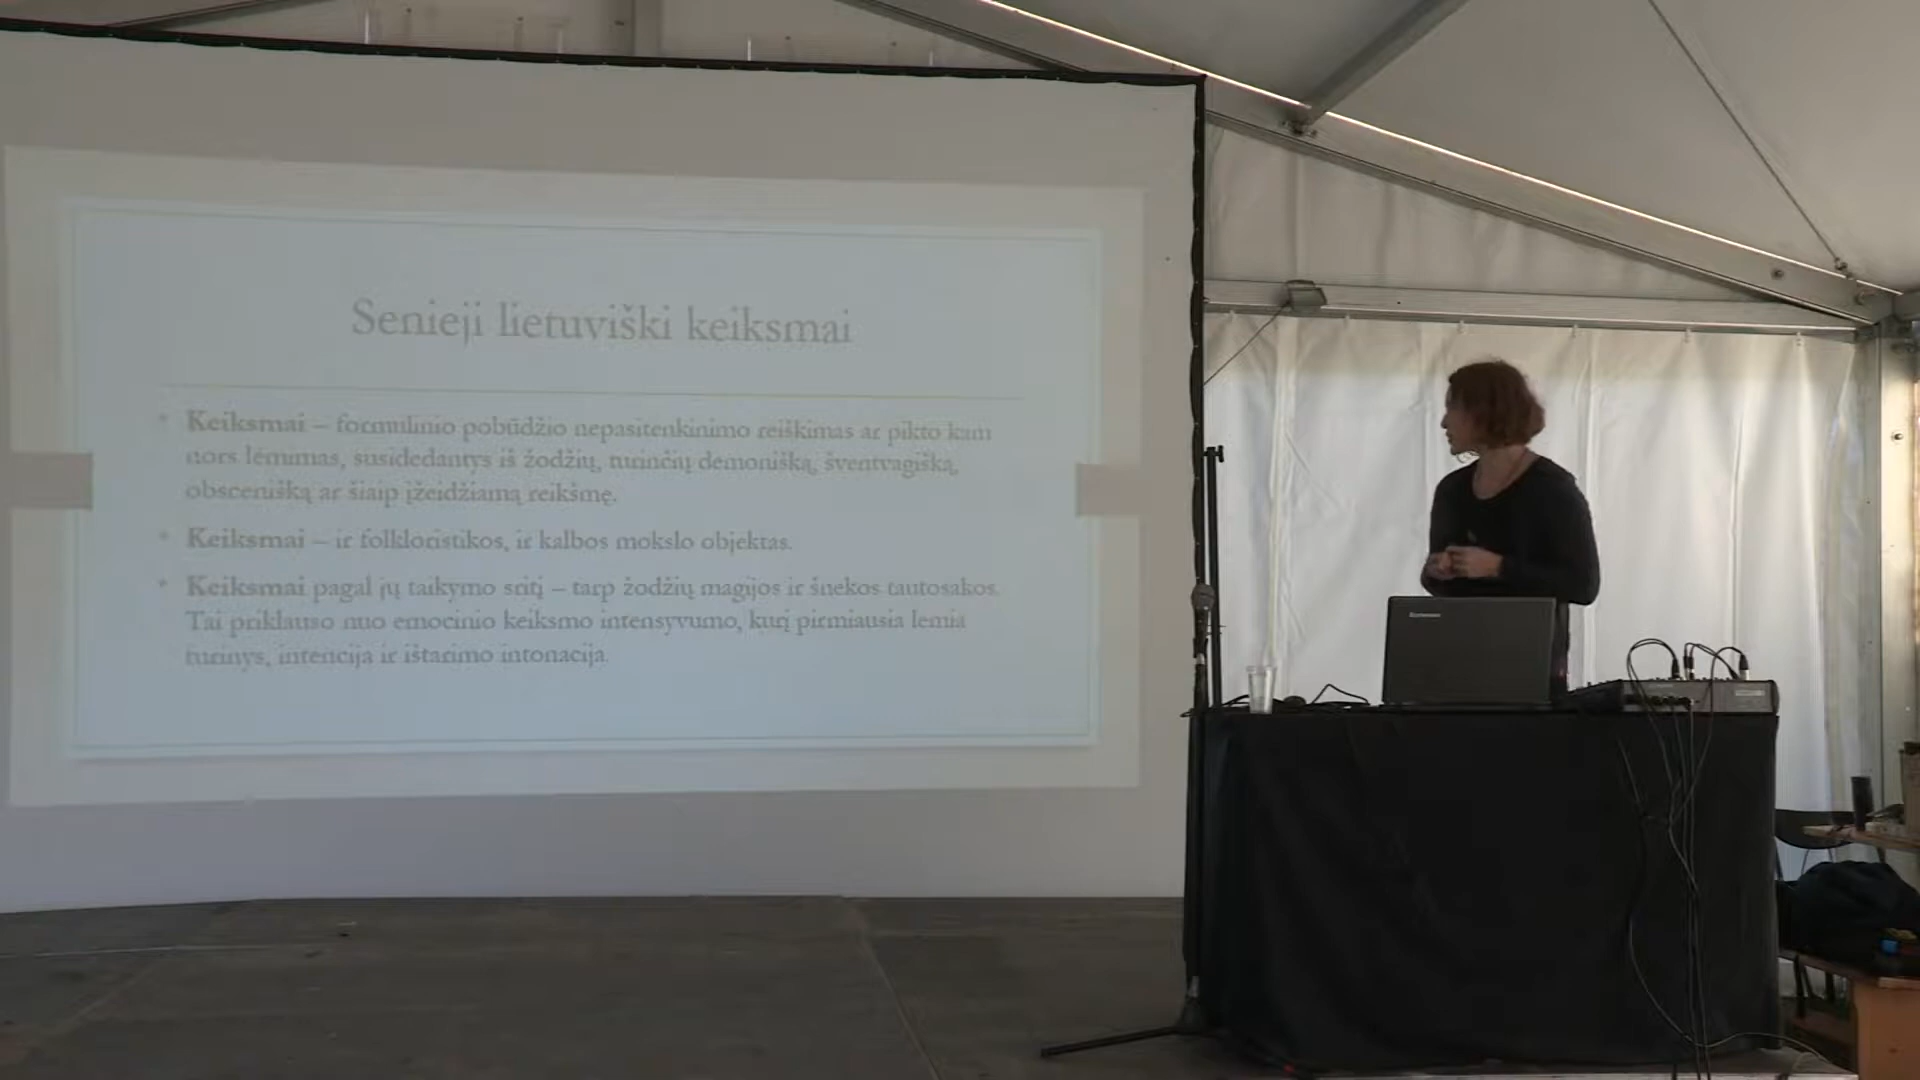 Senieji lietuviški keiksmai
Keiksmai – formulinio pobūdžio nepasitenkinimo reiškimas ar pikto kam
nors lėmimas, susidedantys iš žodžių, turinčių demonišką, šventvagišką,
obscenišką ar šiaip įžeidžiamą reikšmę.
Keiksmai – ir folkloristikos, ir kalbos mokslo objektas.
Keiksmai pagal jų taikymo sritį – tarp žodžių magijos ir šnekos tautosakos.
Tai priklauso nuo emocinio keiksmo intensyvumo, kurį pirmiausia lemia
turinys, intencija ir ištarimo intonacija.